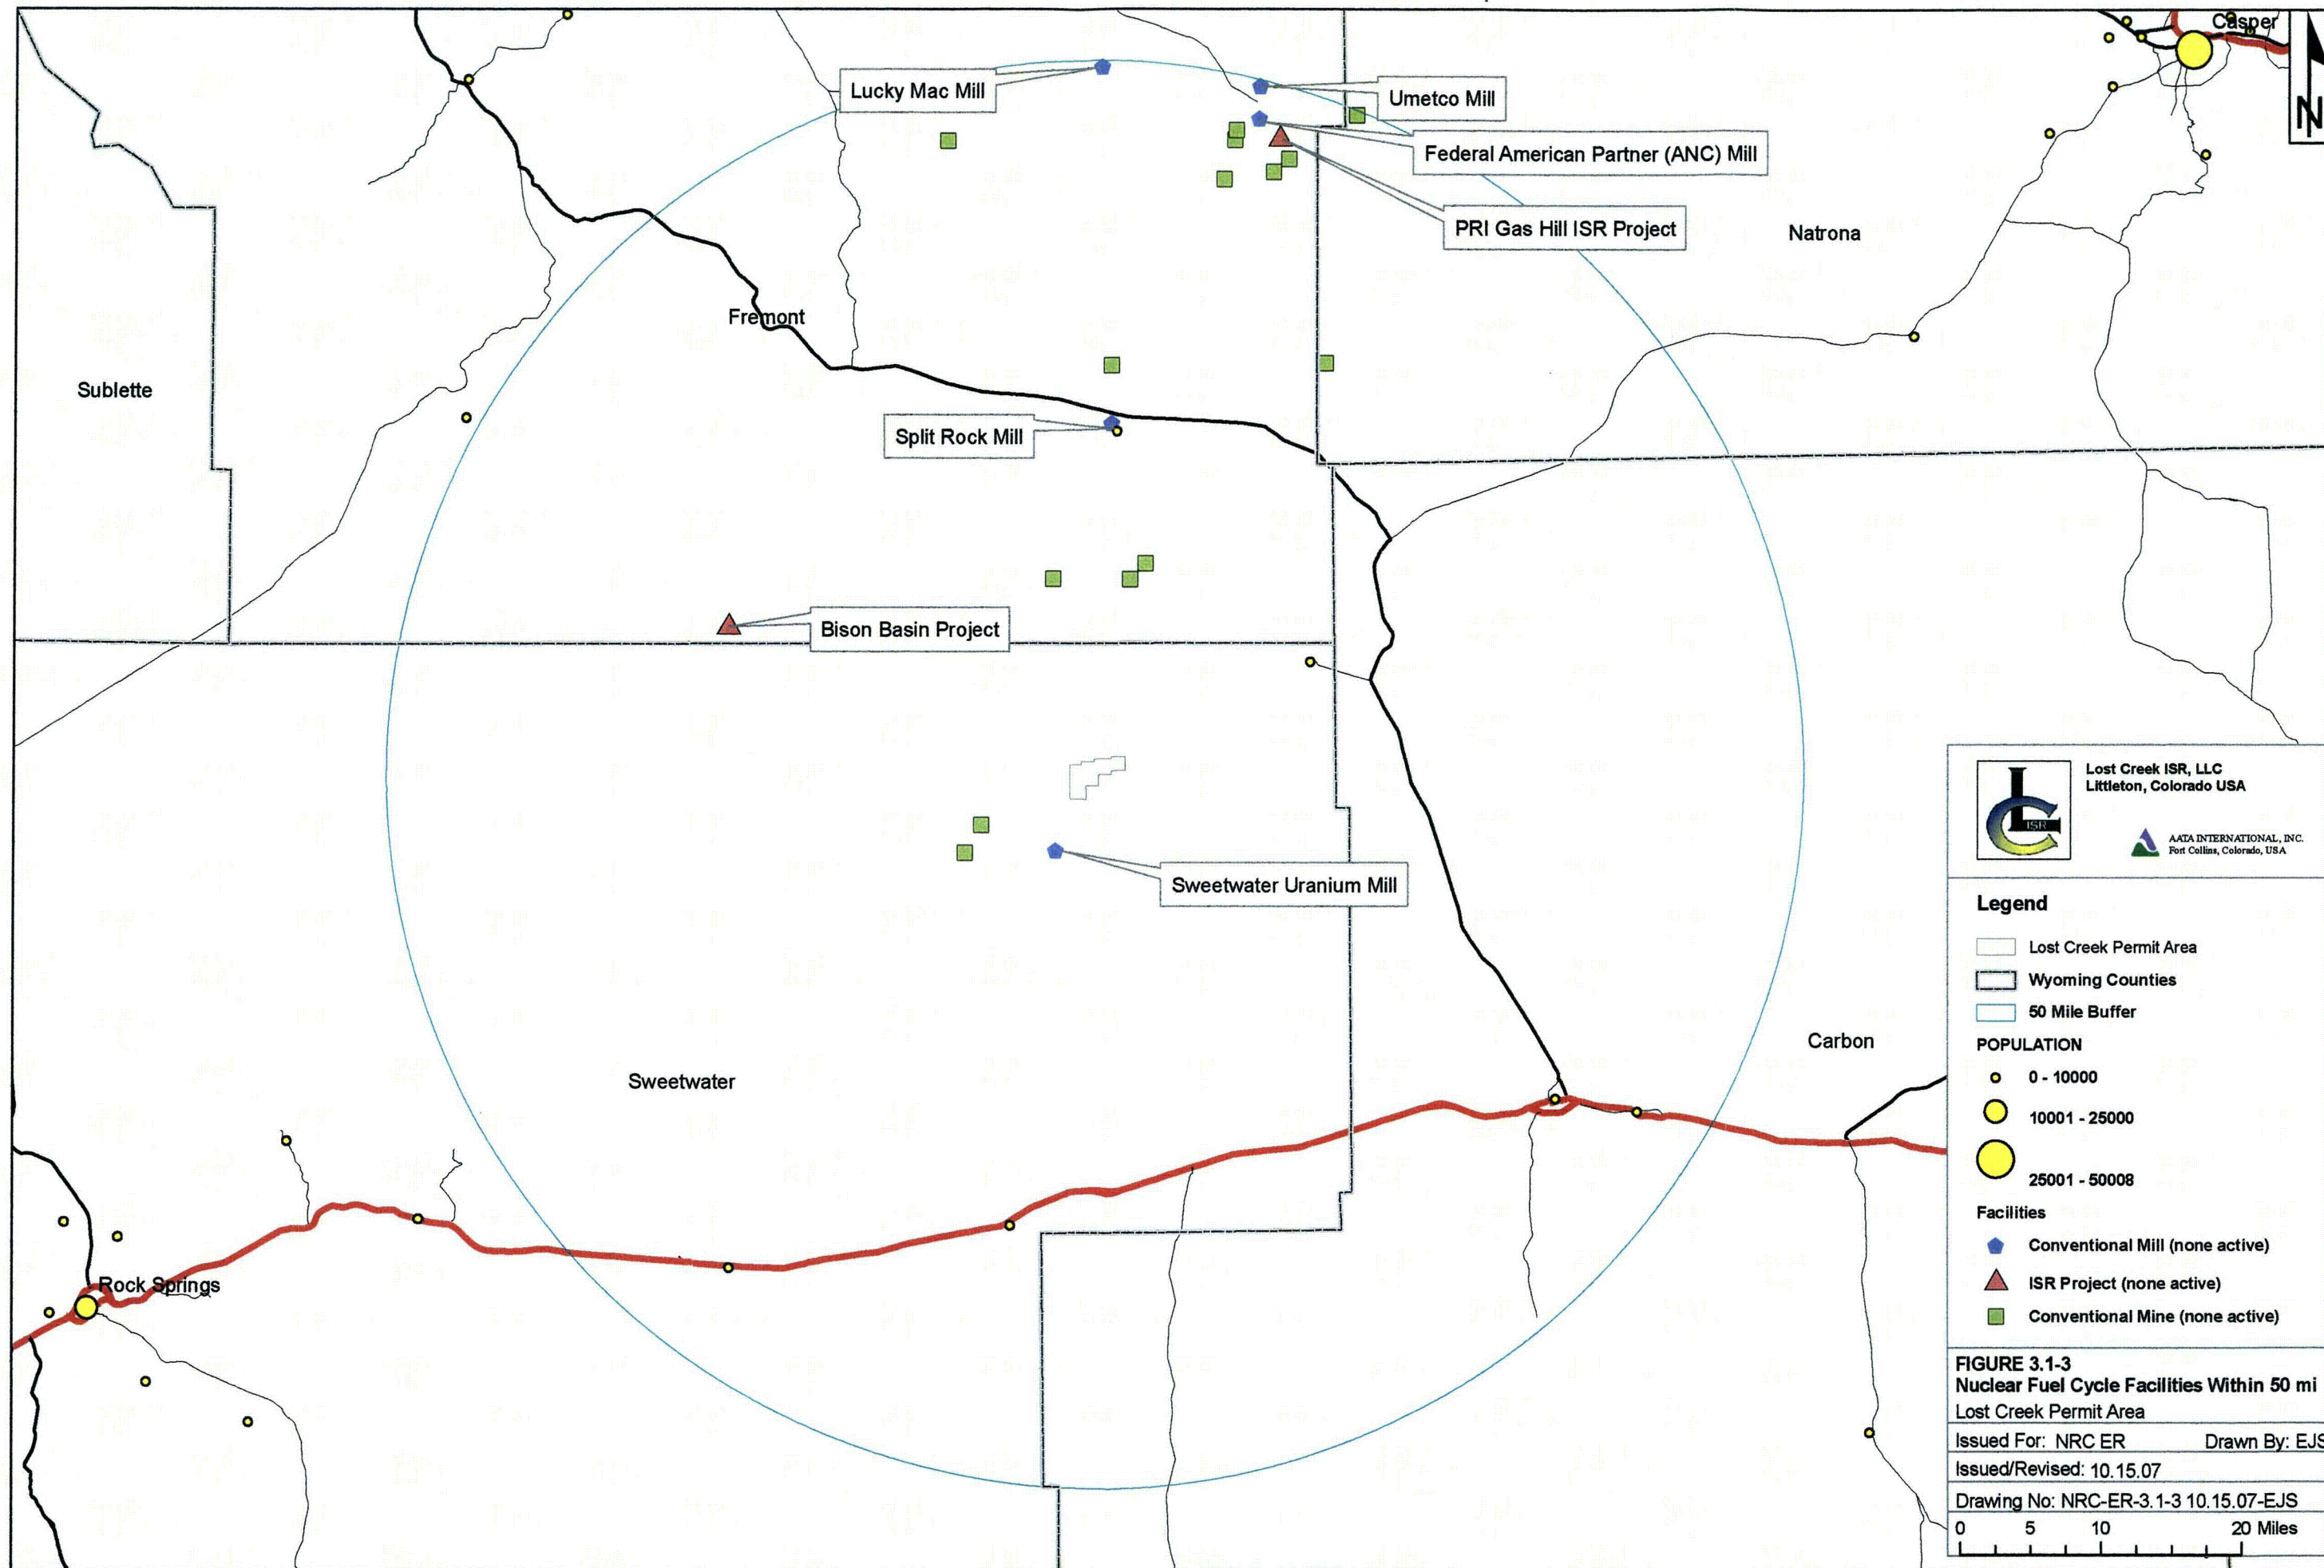 Casper
N
Lucky Mac Mill
Umetco Mill
Federal American Partner (ANC) Mill
PRI Gas Hill ISR Project
Natrona
Fremont
Sublette
Split Rock Mill
Bison Basin Project
Sweetwater Uranium Mill
Carbon
Sweetwater
Rock Springs
LC ISR
Lost Creek ISR, LLC
Littleton, Colorado USA
AATA INTERNATIONAL, INC.
Fort Collins, Colorado, USA
Legend
Lost Creek Permit Area
Wyoming Counties
50 Mile Buffer
POPULATION
0 - 10000
10001 - 25000
25001 - 50008
Facilities
Conventional Mill (none active)
ISR Project (none active)
Conventional Mine (none active)
FIGURE 3.1-3
Nuclear Fuel Cycle Facilities Within 50 mi
Lost Creek Permit Area
Issued For: NRC ER Drawn By: EJS
Issued/Revised: 10.15.07
Drawing No: NRC-ER-3.1-3 10.15.07-EJS
0 5 10 20 Miles